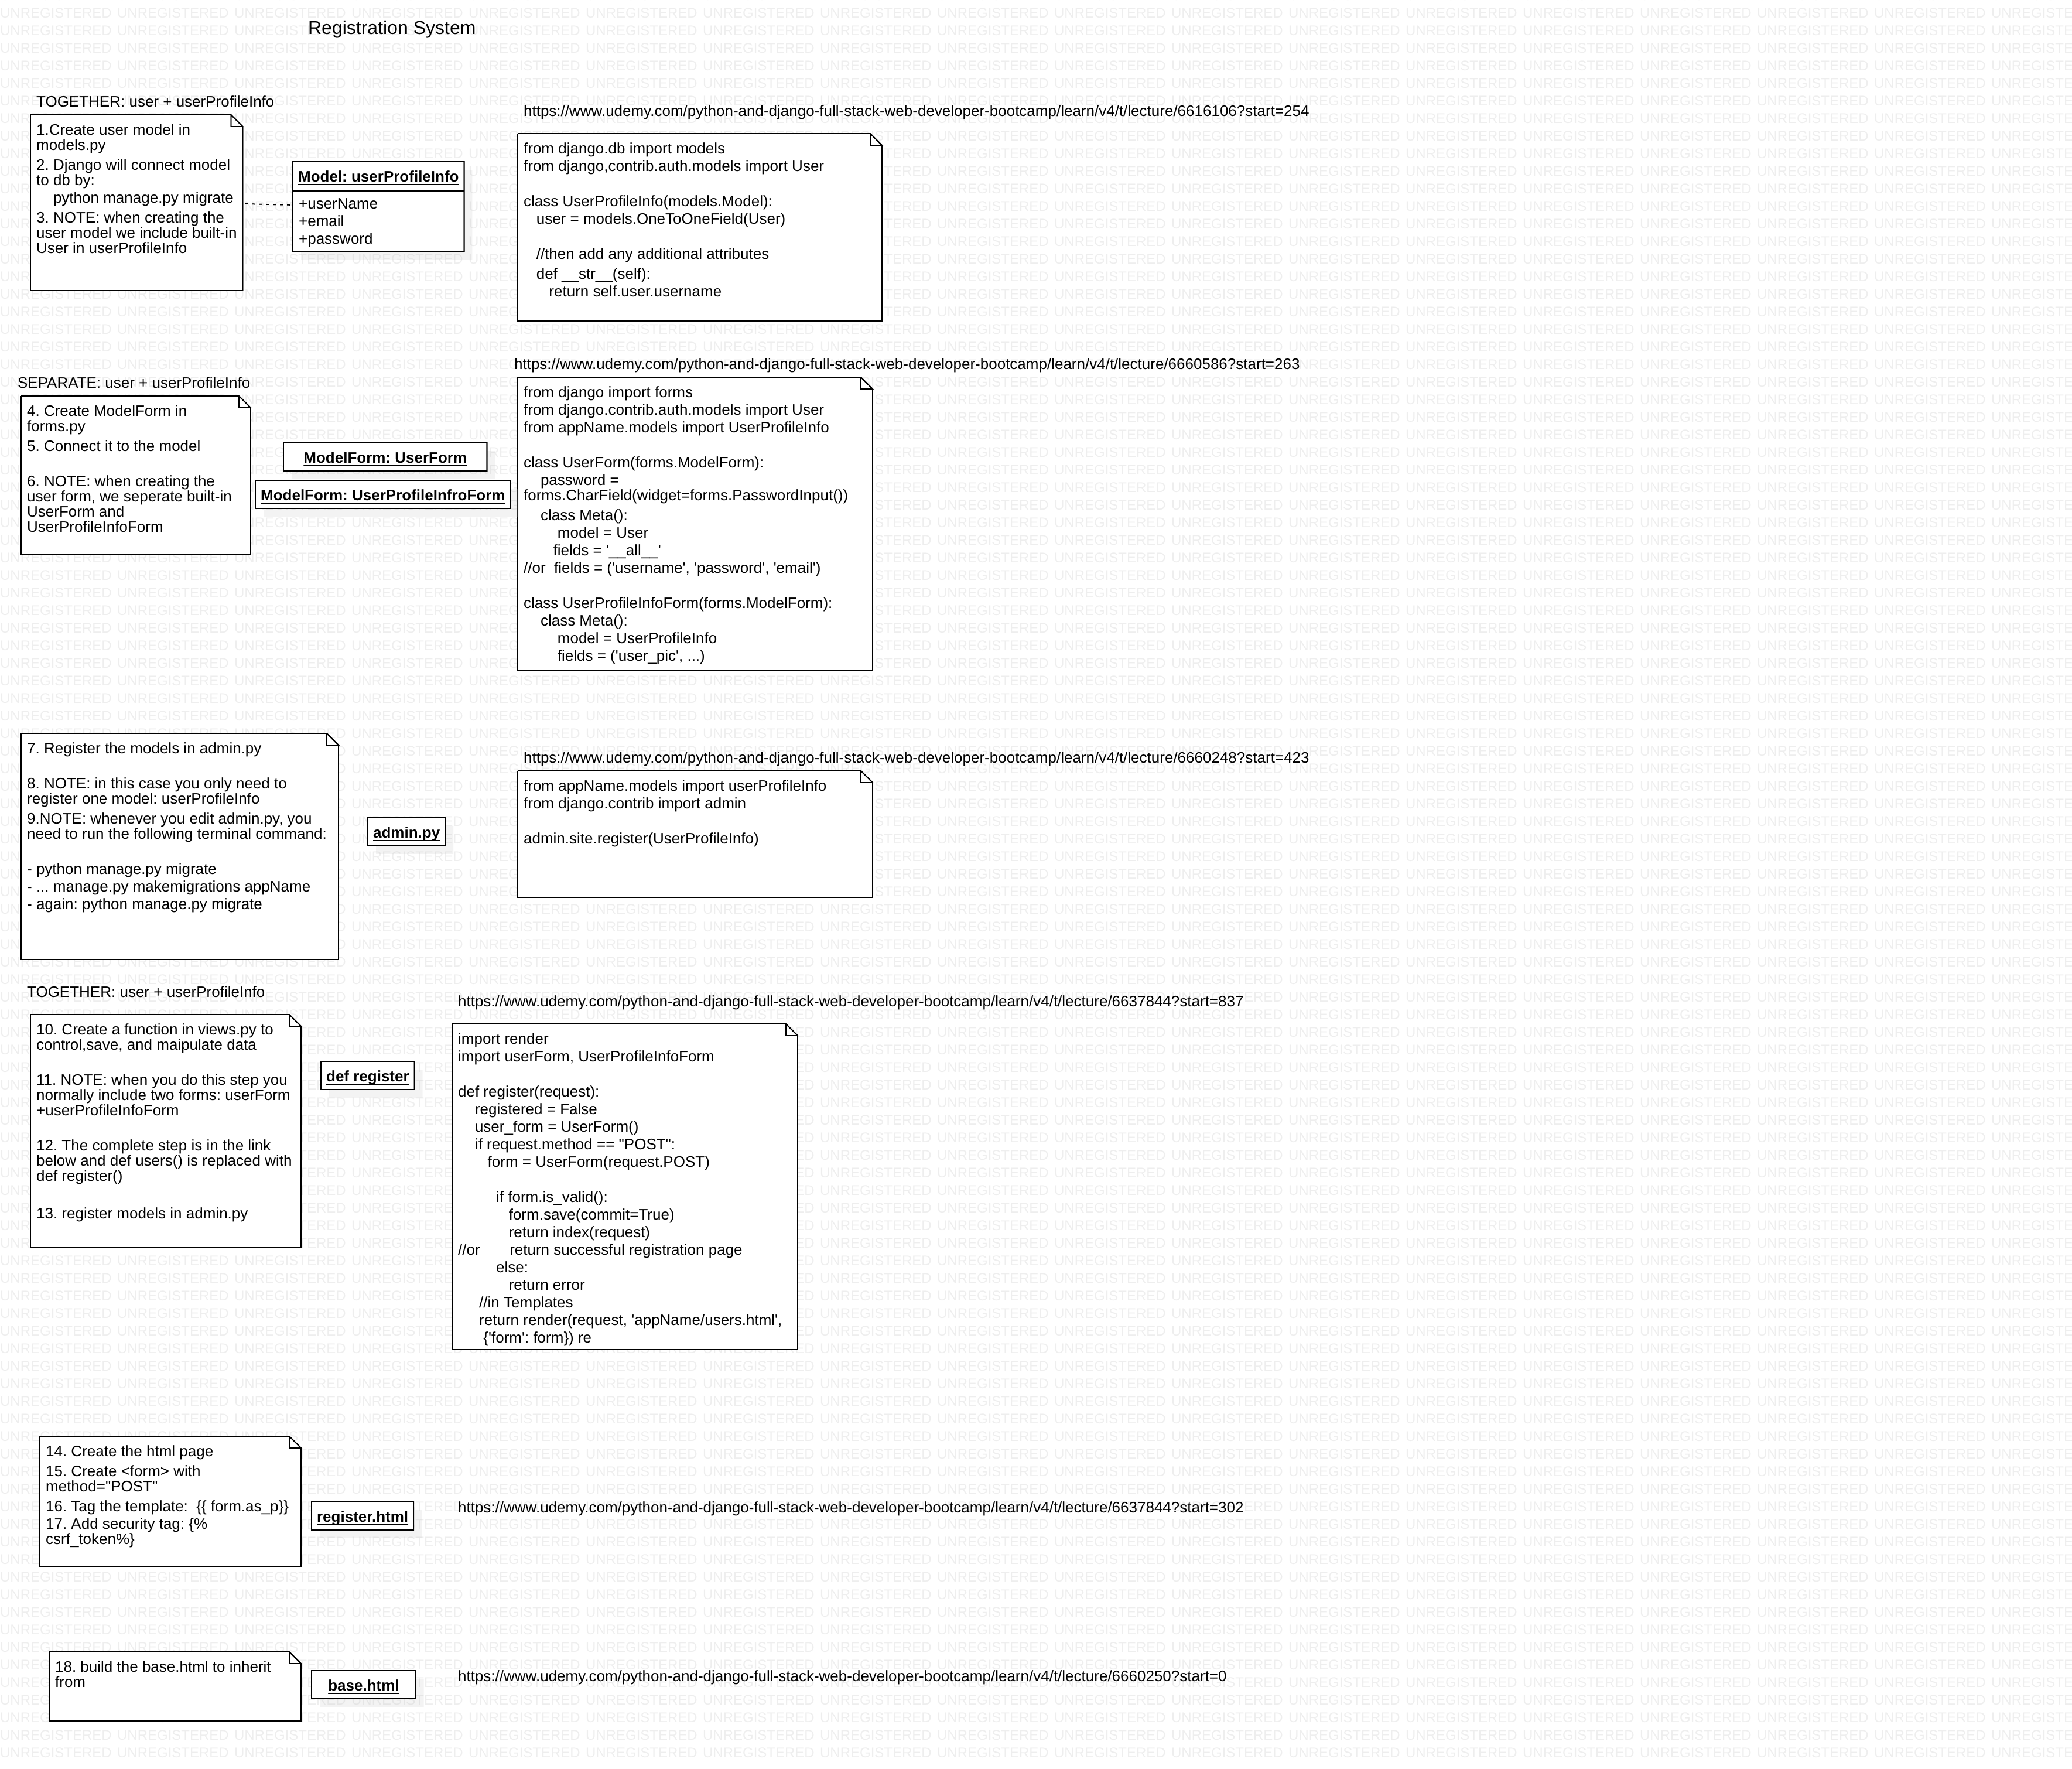 Registration System
TOGETHER: user + userProfileInfo
1.Create user model in
models.py
2. Django will connect model
to db by:
python manage.py migrate
3. NOTE: when creating the
user model we include built-in
User in userProfileInfo
Model: userProfileInfo
+userName
+email
+password
https://www.udemy.com/python-and-django-full-stack-web-developer-bootcamp/learn/v4/t/lecture/6616106?start=254
from django.db import models
from django,contrib.auth.models import User
class UserProfileInfo(models.Model):
user = models.OneToOneField(User)
//then add any additional attributes
def __str__(self):
return self.user.username
SEPARATE: user + userProfileInfo
4. Create ModelForm in
forms.py
5. Connect it to the model
6. NOTE: when creating the
user form, we seperate built-in
UserForm and
UserProfileInfoForm
ModelForm: UserForm
ModelForm: UserProfileInfroForm
https://www.udemy.com/python-and-django-full-stack-web-developer-bootcamp/learn/v4/t/lecture/6660586?start=263
from django import forms
from django.contrib.auth.models import User
from appName.models import UserProfileInfo
class UserForm(forms.ModelForm):
password =
forms.CharField(widget=forms.PasswordInput())
class Meta():
model = User
fields = '__all__'
//or  fields = ('username', 'password', 'email')
class UserProfileInfoForm(forms.ModelForm):
class Meta():
model = UserProfileInfo
fields = ('user_pic', ...)
7. Register the models in admin.py
8. NOTE: in this case you only need to
register one model: userProfileInfo
9.NOTE: whenever you edit admin.py, you
need to run the following terminal command:
- python manage.py migrate
- ... manage.py makemigrations appName
- again: python manage.py migrate
admin.py
https://www.udemy.com/python-and-django-full-stack-web-developer-bootcamp/learn/v4/t/lecture/6660248?start=423
from appName.models import userProfileInfo
from django.contrib import admin
admin.site.register(UserProfileInfo)
TOGETHER: user + userProfileInfo
10. Create a function in views.py to
control,save, and maipulate data
11. NOTE: when you do this step you
normally include two forms: userForm
+userProfileInfoForm
12. The complete step is in the link
below and def users() is replaced with
def register()
13. register models in admin.py
def register
https://www.udemy.com/python-and-django-full-stack-web-developer-bootcamp/learn/v4/t/lecture/6637844?start=837
import render
import userForm, UserProfileInfoForm
def register(request):
registered = False
user_form = UserForm()
if request.method == "POST":
form = UserForm(request.POST)
if form.is_valid():
form.save(commit=True)
return index(request)
//or       return successful registration page
else:
return error
//in Templates
return render(request, 'appName/users.html',
{'form': form}) re
14. Create the html page
15. Create <form> with
method="POST"
16. Tag the template:  {{ form.as_p}}
17. Add security tag: {%
csrf_token%}
register.html
https://www.udemy.com/python-and-django-full-stack-web-developer-bootcamp/learn/v4/t/lecture/6637844?start=302
18. build the base.html to inherit
from
base.html
https://www.udemy.com/python-and-django-full-stack-web-developer-bootcamp/learn/v4/t/lecture/6660250?start=0